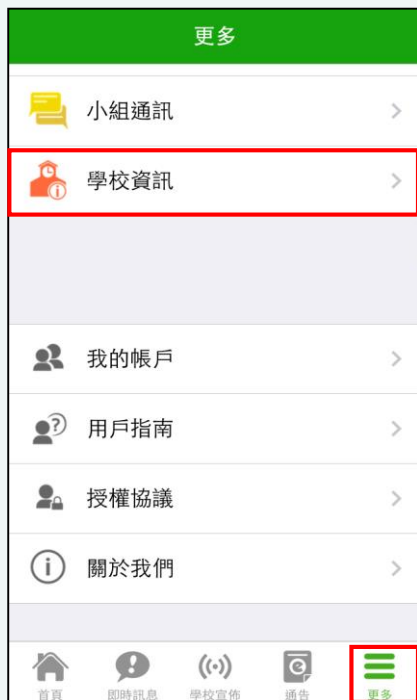 更多
小組通訊
學校資訊
我的帳戶
用戶指南
授權協議
關於我們
首頁 即時訊息 學校宣佈 通告 更多